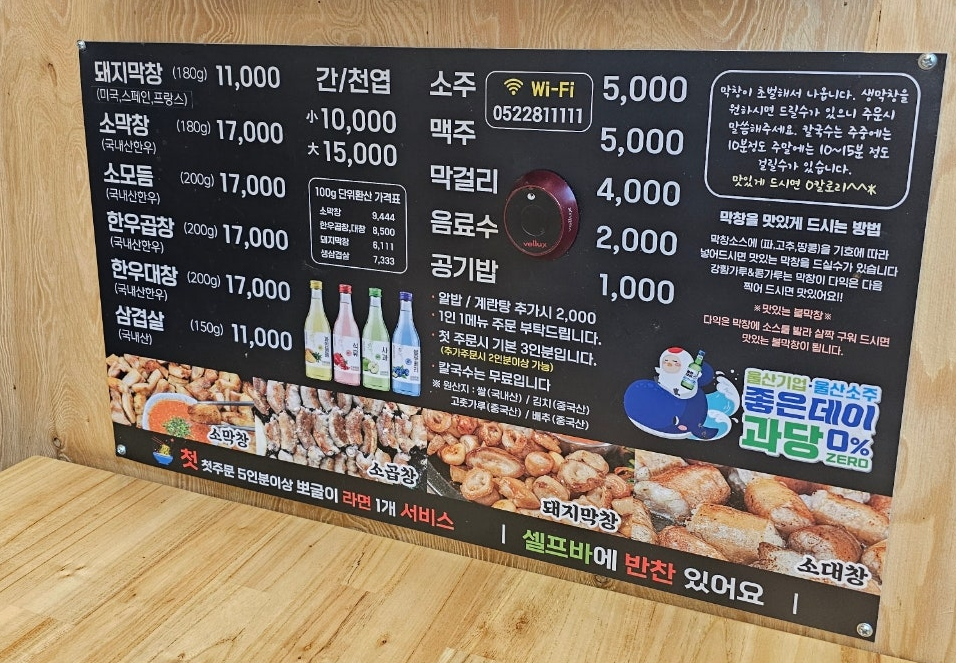 돼지막창 (180g) 11,000
(미국,스페인,프랑스)
소막창 (180g) 17,000
(국내산한우)
소모듬 (200g) 17,000
(국내산한우)
한우곱창 (200g) 17,000
(국내산한우)
한우대창 (200g) 17,000
(국내산한우)
삼겹살 (150g) 11,000
(국내산)
간/천엽
小 10,000
大 15,000
100g 단위환산 가격표
소막창 9,444
한우곱창,대창 8,500
돼지막창 6,111
생삼겹살 7,333
석류
사과
소주 5,000
Wi-Fi
0522811111
맥주 5,000
막걸리 4,000
음료수 2,000
공기밥 1,000
vellux
vellux
· 알밥 / 계란탕 추가시 2,000
· 1인 1메뉴 주문 부탁드립니다.
· 첫 주문시 기본 3인분입니다.
(추가주문시 2인분이상 가능)
· 칼국수는 무료입니다
※ 원산지 : 쌀(국내산) / 김치(중국산)
고춧가루(중국산) / 배추(중국산)
막창이 초벌해서 나옵니다. 생막창을
원하시면 드릴수가 있으니 주문시
말씀해주세요. 칼국수는 주중에는
10분정도 주말에는 10~15분 정도
걸릴수가 있습니다.
맛있게 드시면 0칼로리^^*
막창을 맛있게 드시는 방법
막창소스에 (파,고추,땅콩)을 기호에 따라
넣어드시면 맛있는 막창을 드실수가 있습니다
강황가루&콩가루는 막창이 다익은 다음
찍어 드시면 맛있어요!!
※ 맛있는 불막창 ※
다익은 막창에 소스를 발라 살짝 구워 드시면
맛있는 불막창이 됩니다.
울산기업 울산소주
좋은데이
과당 0%
ZERO
소막창
소곱창
돼지막창
소대창
첫 첫주문 5인분이상 뽀글이 라면 1개 서비스
| 셀프바에 반찬 있어요 |